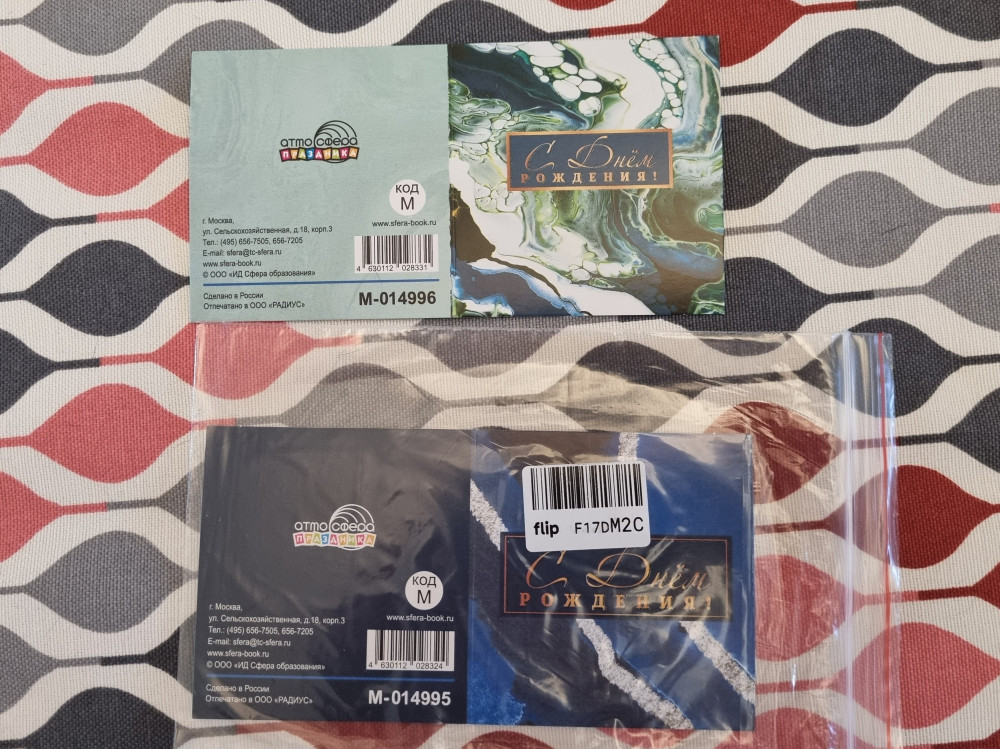 атмосфера
ПРАЗДНИКА
КОД
М
www.sfera-book.ru
г. Москва,
ул. Сельскохозяйственная, д.18, корп.3
Тел.: (495) 656-7505, 656-7205
E-mail: sfera@tc-sfera.ru
www.sfera-book.ru
© ООО «ИД Сфера образования»
4 630112 028331
Сделано в России
Отпечатано в ООО «РАДИУС»
М-014996
С Днём
РОЖДЕНИЯ!
атмосфера
ПРАЗДНИКА
КОД
М
www.sfera-book.ru
г. Москва,
ул. Сельскохозяйственная, д.18, корп.3
Тел.: (495) 656-7505, 656-7205
E-mail: sfera@tc-sfera.ru
www.sfera-book.ru
© ООО «ИД Сфера образования»
4 630112 028324
Сделано в России
Отпечатано в ООО «РАДИУС»
М-014995
flip F17DM2C
С Днём
РОЖДЕНИЯ!